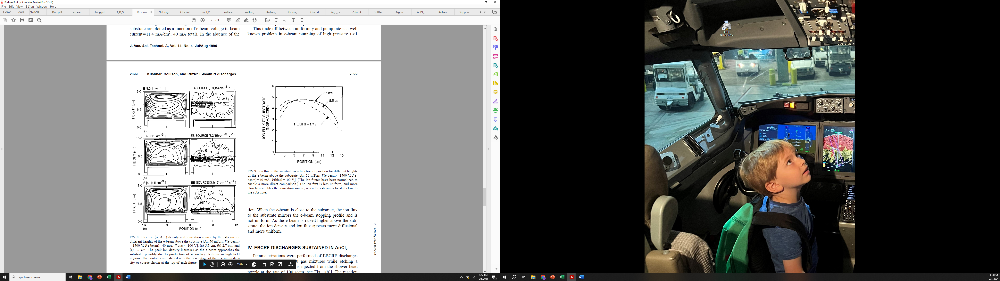 Kushner Ruzic.pdf - Adobe Acrobat Pro (32-bit)
File Edit View E-Sign Window Help
Home Tools 978-94... Dorf.pdf e-beam... Jiang.pdf K_D_Sc... Kushner... × NRL org... Oks Zol... Rauf_20... Wallace... Walton_... Raitses_... Klimov_... Oks.pdf Ya_B_Fa... Zolotuk... Gottlieb... Argon i... ABPT_F... Raitses ... Suppres...
7 / 9
substrate are plotted as a function of e-beam voltage (e-beam
current=11.4 mA/cm², 40 mA total). In the absence of the
This trade off between uniformity and pump rate is a well
known problem in e-beam pumping of high pressure (>1
J. Vac. Sci. Technol. A, Vol. 14, No. 4, Jul/Aug 1996
2099 Kushner, Collison, and Ruzic: E-beam rf discharges 2099
E [4.0(11) cm⁻³ ] EB-SOURCE [3.3(15) cm⁻³ s⁻¹ ]
13.0
HEIGHT (cm)
6.5
0.0
95
65
5
5
95
5
(a)
E [5.5(11) cm⁻³ ] EB-SOURCE [3.2(15) cm⁻³ s⁻¹ ]
13.0
HEIGHT (cm)
6.5
0.0
5
65
95
5
95
5
(b)
E [6.1(11) cm⁻³ ] EB-SOURCE [3.2(15) cm⁻³ s⁻¹ ]
13.0
HEIGHT (cm)
6.5
0.0
5
65
95
5
95
5
16 8 0 8 16
(c) POSITION (cm)
FIG. 8. Electron (or Ar⁺) density and ionization source by the e-beam for
different heights of the e-beam above the substrate [Ar, 50 mTorr, V(e-beam)
=1500 V, I(e-beam)=40 mA, V(bias)=100 V]. (a) 5.5 cm, (b) 2.7 cm, and
(c) 1.7 cm. The peak ion density increases as the e-beam approaches the
substrate, possibly due to production of secondary electrons in high field
regions. The contours are labeled with the percentage of the maximum den-
sity or source shown at the top of each figure.
ION FLUX TO SUBSTRATE
(NORMALIZED)
6
5
4
3
2
1
0
2.7 cm
5.5 cm
HEIGHT= 1.7 cm
1 3 5 7 9 11 13 15
POSITION (cm)
FIG. 9. Ion flux to the substrate as a function of position for different heights
of the e-beam above the substrate [Ar, 50 mTorr, V(e-beam)=1500 V, I(e-
beam)=40 mA, V(bias)=100 V]. (The ion fluxes have been normalized to
enable a more direct comparison.) The ion flux is less uniform, and more
closely resembles the ionization source, when the e-beam is located close to
the substrate.
tion. When the e-beam is close to the substrate, the ion flux
to the substrate mirrors the e-beam stopping profile and is
not uniform. As the e-beam is raised higher above the sub-
strate, the ion density and ion flux appears more diffusional
and more uniform.
IV. EBCRF DISCHARGES SUSTAINED IN Ar/Cl₂
Parameterizations were performed of EBCRF discharges
0 gas mixtures while etching a
is injected from the shower head
nozzle at the rate of 100 sccm [see Fig. 1(b)]. The reaction
01 February 2024 15:22:44
150%
Type here to search
9:14 PM
2/5/2024
PPPL
Network Pr...
9:14 PM
2/5/2024